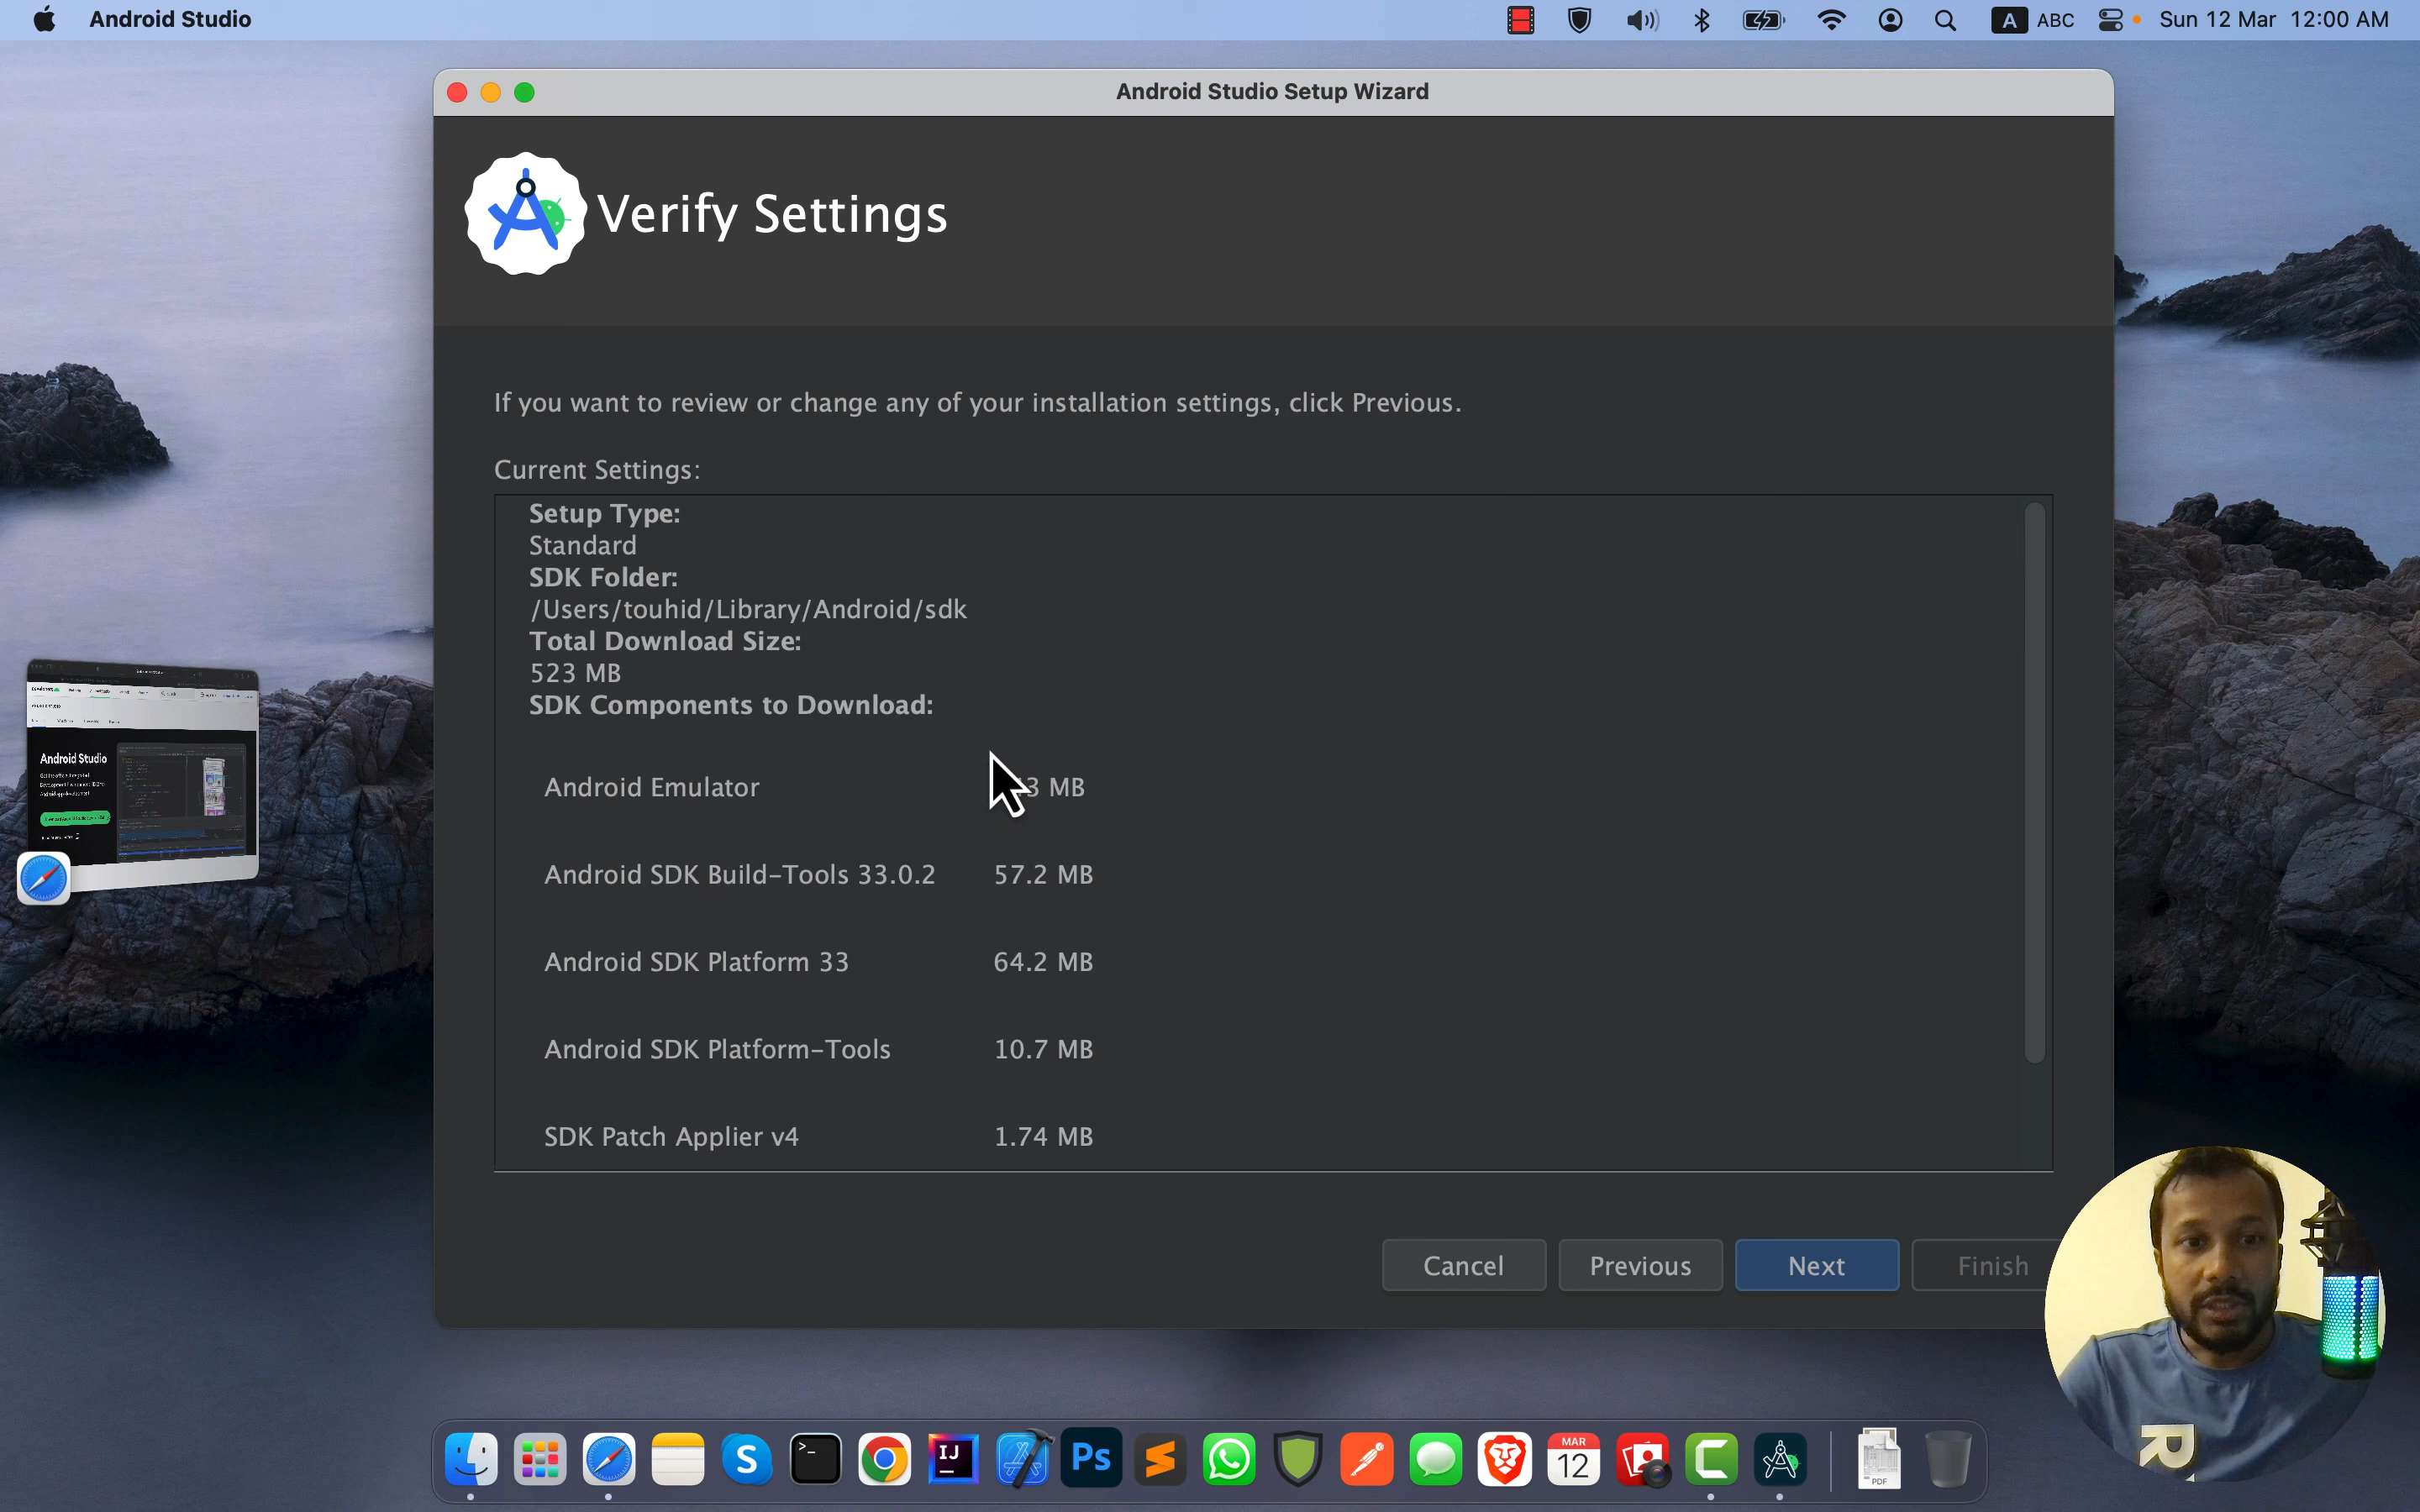 Android Studio
A ABC
Sun 12 Mar 12:00 AM
Android Studio Setup Wizard
Verify Settings
If you want to review or change any of your installation settings, click Previous.
Current Settings:
Setup Type:
Standard
SDK Folder:
/Users/touhid/Library/Android/sdk
Total Download Size:
523 MB
SDK Components to Download:
Android Emulator MB
Android SDK Build-Tools 33.0.2 57.2 MB
Android SDK Platform 33 64.2 MB
Android SDK Platform-Tools 10.7 MB
SDK Patch Applier v4 1.74 MB
Cancel Previous Next Finish
Android Studio
S
>_
IJ
Ps
MAR
12
C
PDF
R